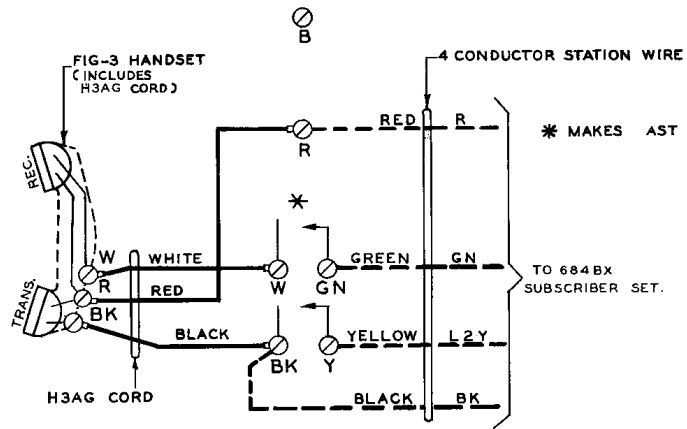 B
FIG-3 HANDSET
(INCLUDES
H3AG CORD)
4 CONDUCTOR STATION WIRE
RED R
R
* MAKES AST
REC.
*
W
WHITE
GREEN GN
R
W GN
TO 684BX
SUBSCRIBER SET.
RED
TRANS.
BK
BLACK
YELLOW L2Y
BK Y
H3AG CORD
BLACK BK